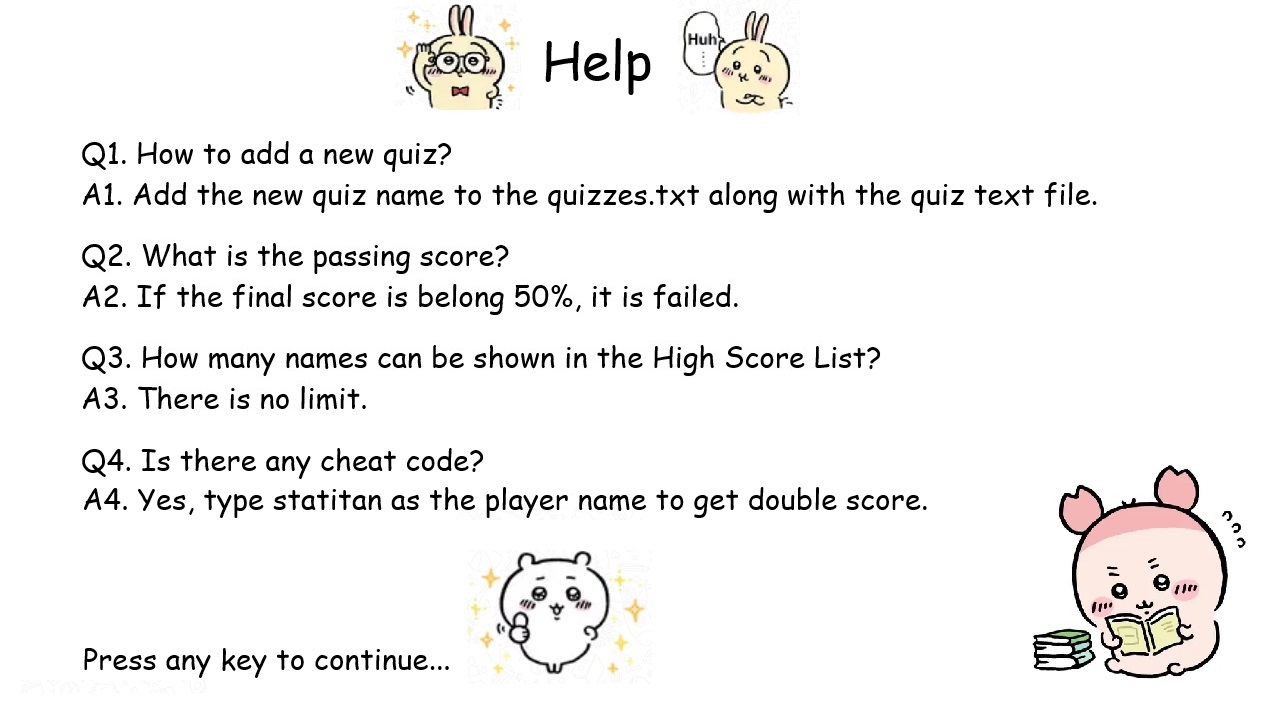 Help
Huh
Q1. How to add a new quiz?
A1. Add the new quiz name to the quizzes.txt along with the quiz text file.
Q2. What is the passing score?
A2. If the final score is belong 50%, it is failed.
Q3. How many names can be shown in the High Score List?
A3. There is no limit.
Q4. Is there any cheat code?
A4. Yes, type statitan as the player name to get double score.
Press any key to continue...